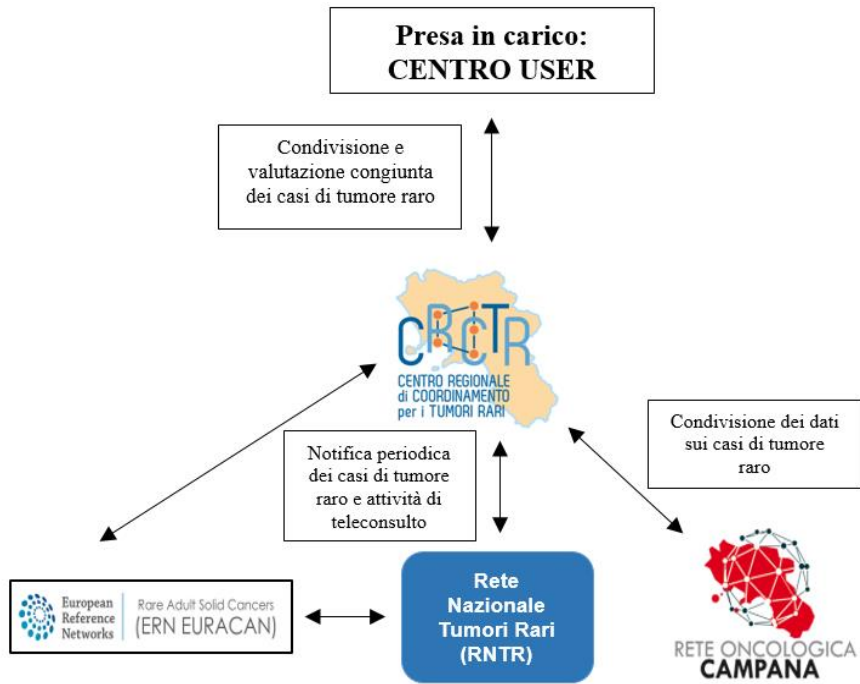 Presa in carico:
CENTRO USER
Condivisione e
valutazione congiunta
dei casi di tumore raro
CRCTR
CENTRO REGIONALE
di COORDINAMENTO
per i TUMORI RARI
Condivisione dei dati
sui casi di tumore
raro
Notifica periodica
dei casi di tumore
raro e attività di
teleconsulto
European
Reference
Networks
Rare Adult Solid Cancers
(ERN EURACAN)
Rete
Nazionale
Tumori Rari
(RNTR)
RETE ONCOLOGICA
CAMPANA